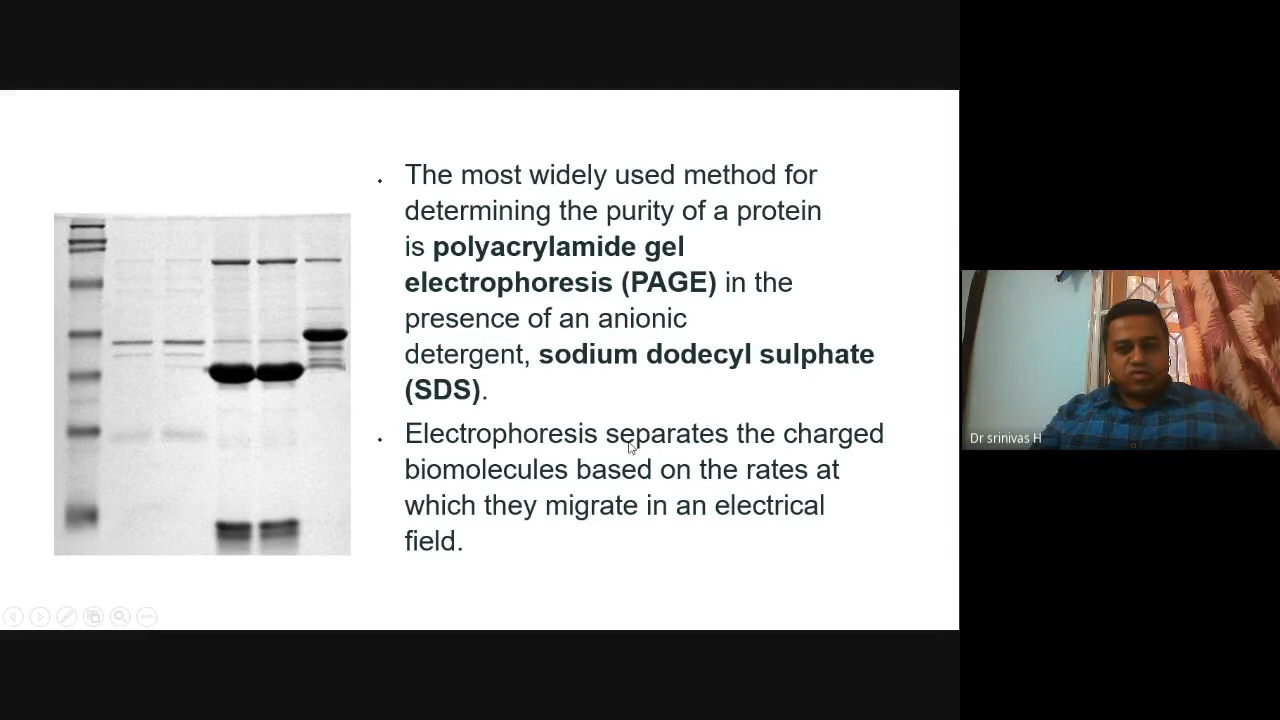 • The most widely used method for
determining the purity of a protein
is polyacrylamide gel
electrophoresis (PAGE) in the
presence of an anionic
detergent, sodium dodecyl sulphate
(SDS).
• Electrophoresis separates the charged
biomolecules based on the rates at
which they migrate in an electrical
field.
Dr srinivas H